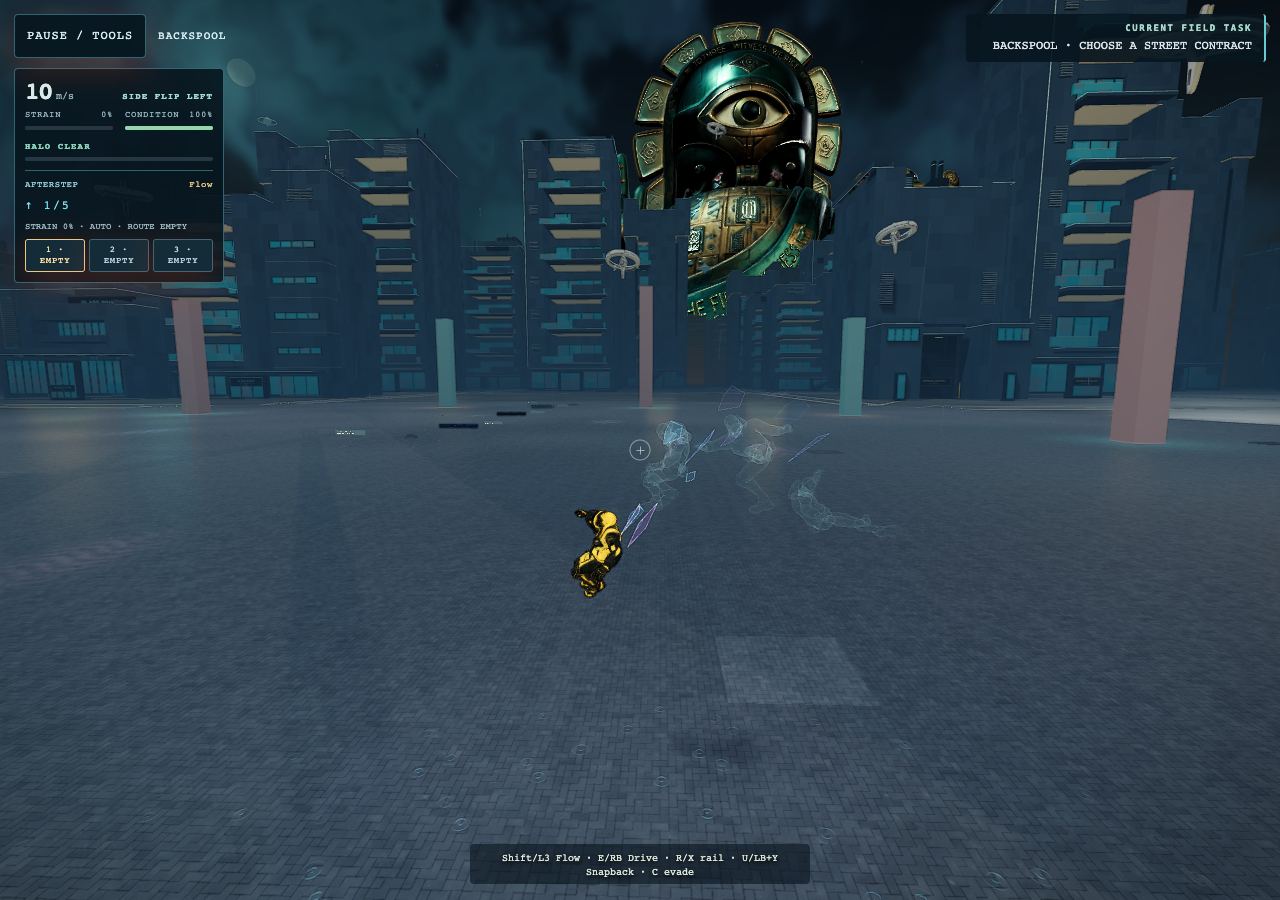 PAUSE / TOOLS
BACKSPOOL
CURRENT FIELD TASK
BACKSPOOL · CHOOSE A STREET CONTRACT
10 m/s
SIDE FLIP LEFT
STRAIN 0%
CONDITION 100%
HALO CLEAR
AFTERSTEP
Flow
↑ 1/5
STRAIN 0% · AUTO · ROUTE EMPTY
1 · EMPTY
2 · EMPTY
3 · EMPTY
WITNESS
Shift/L3 Flow · E/RB Drive · R/X rail · U/LB+Y
Snapback · C evade